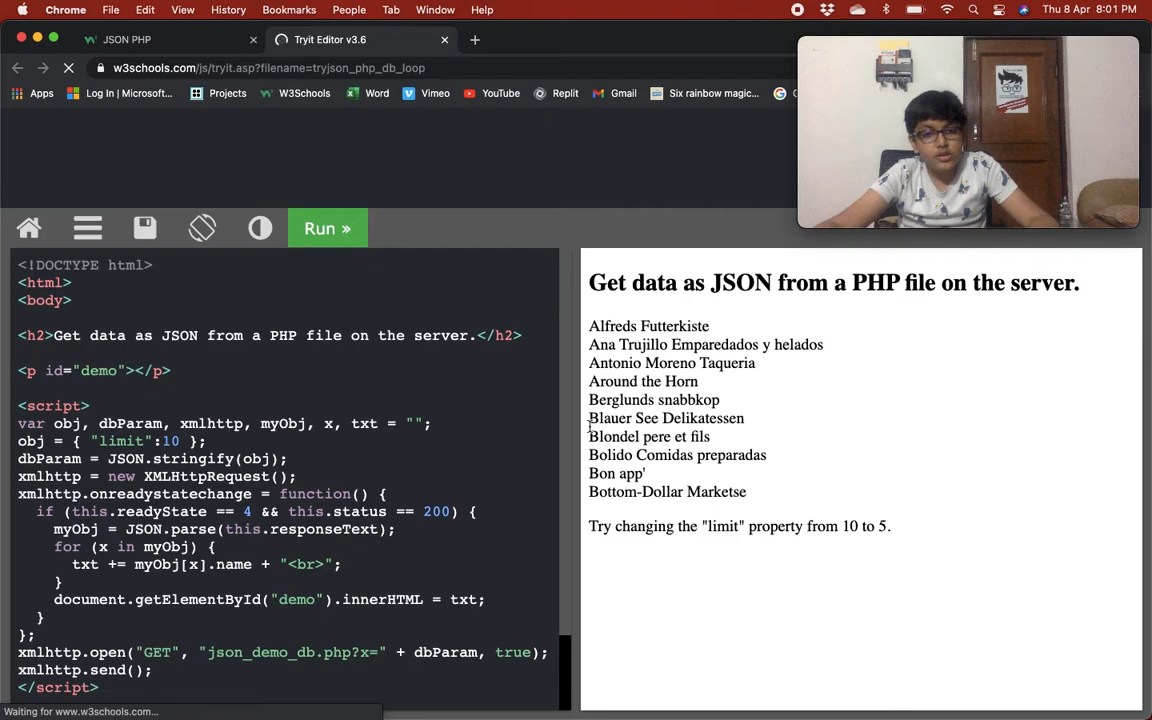 Chrome File Edit View History Bookmarks People Tab Window Help Thu 8 Apr 8:01 PM
JSON PHP Tryit Editor v3.6
w3schools.com/js/tryit.asp?filename=tryjson_php_db_loop
Apps Log In | Microsoft... Projects W3Schools Word Vimeo YouTube Replit Gmail Six rainbow magic...
Run »
<!DOCTYPE html>
<html>
<body>
<h2>Get data as JSON from a PHP file on the server.</h2>
<p id="demo"></p>
<script>
var obj, dbParam, xmlhttp, myObj, x, txt = "";
obj = { "limit":10 };
dbParam = JSON.stringify(obj);
xmlhttp = new XMLHttpRequest();
xmlhttp.onreadystatechange = function() {
if (this.readyState == 4 && this.status == 200) {
myObj = JSON.parse(this.responseText);
for (x in myObj) {
txt += myObj[x].name + "<br>";
}
document.getElementById("demo").innerHTML = txt;
}
};
xmlhttp.open("GET", "json_demo_db.php?x=" + dbParam, true);
xmlhttp.send();
</script>
Waiting for www.w3schools.com...
Get data as JSON from a PHP file on the server.
Alfreds Futterkiste
Ana Trujillo Emparedados y helados
Antonio Moreno Taqueria
Around the Horn
Berglunds snabbkop
Blauer See Delikatessen
Blondel pere et fils
Bolido Comidas preparadas
Bon app'
Bottom-Dollar Marketse
Try changing the "limit" property from 10 to 5.